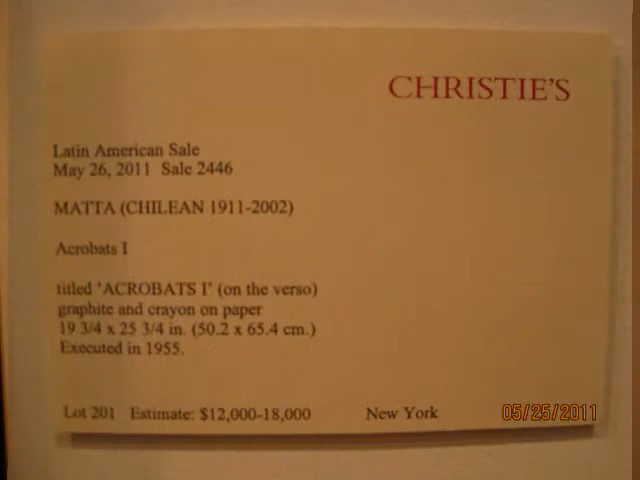 CHRISTIE'S
Latin American Sale
May 26, 2011 Sale 2446
MATTA (CHILEAN 1911-2002)
Acrobats I
titled 'ACROBATS I' (on the verso)
graphite and crayon on paper
19 3/4 x 25 3/4 in. (50.2 x 65.4 cm.)
Executed in 1955.
Lot 201 Estimate: $12,000-18,000 New York
05/25/2011